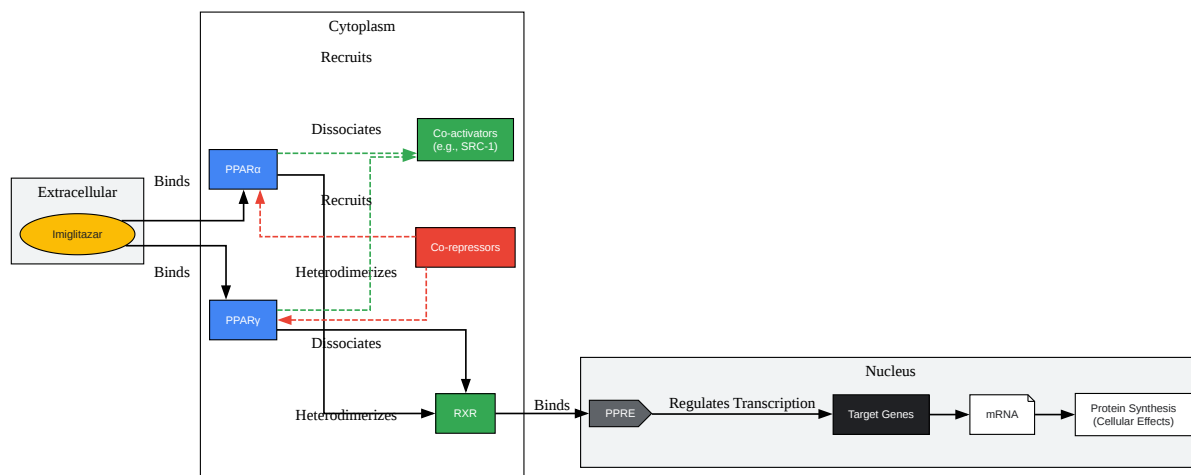 Cytoplasm
Recruits
Dissociates
Co-activators
(e.g., SRC-1)
PPARα
Binds
Extracellular
Recruits
Imiglitazar
Co-repressors
Binds
Heterodimerizes
PPARγ
Dissociates
Nucleus
Binds
Regulates Transcription
Heterodimerizes
RXR
PPRE
Target Genes
mRNA
Protein Synthesis
(Cellular Effects)